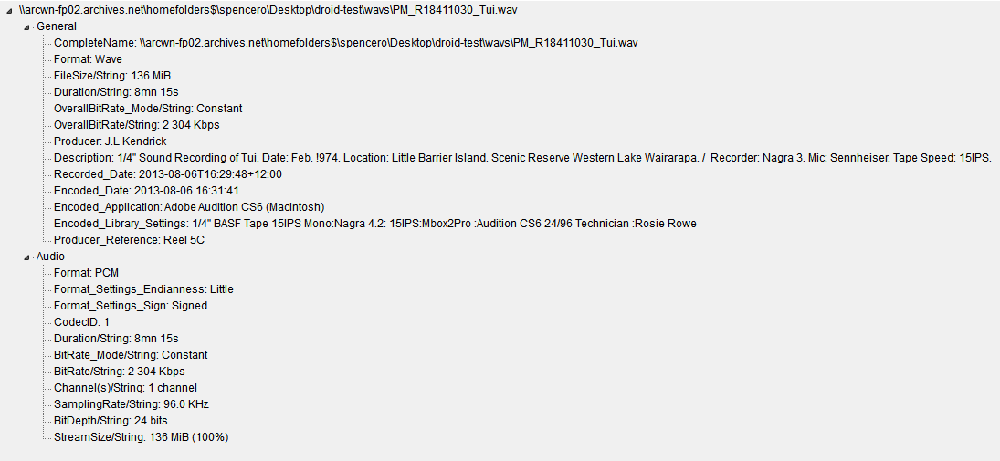 \\arcwn-fp02.archives.net\homefolders$\spencero\Desktop\droid-test\wavs\PM_R18411030_Tui.wav
General
CompleteName: \\arcwn-fp02.archives.net\homefolders$\spencero\Desktop\droid-test\wavs\PM_R18411030_Tui.wav
Format: Wave
FileSize/String: 136 MiB
Duration/String: 8mn 15s
OverallBitRate_Mode/String: Constant
OverallBitRate/String: 2 304 Kbps
Producer: J.L Kendrick
Description: 1/4" Sound Recording of Tui. Date: Feb. !974. Location: Little Barrier Island. Scenic Reserve Western Lake Wairarapa. / Recorder: Nagra 3. Mic: Sennheiser. Tape Speed: 15IPS.
Recorded_Date: 2013-08-06T16:29:48+12:00
Encoded_Date: 2013-08-06 16:31:41
Encoded_Application: Adobe Audition CS6 (Macintosh)
Encoded_Library_Settings: 1/4" BASF Tape 15IPS Mono:Nagra 4.2: 15IPS:Mbox2Pro :Audition CS6 24/96 Technician :Rosie Rowe
Producer_Reference: Reel 5C
Audio
Format: PCM
Format_Settings_Endianness: Little
Format_Settings_Sign: Signed
CodecID: 1
Duration/String: 8mn 15s
BitRate_Mode/String: Constant
BitRate/String: 2 304 Kbps
Channel(s)/String: 1 channel
SamplingRate/String: 96.0 KHz
BitDepth/String: 24 bits
StreamSize/String: 136 MiB (100%)